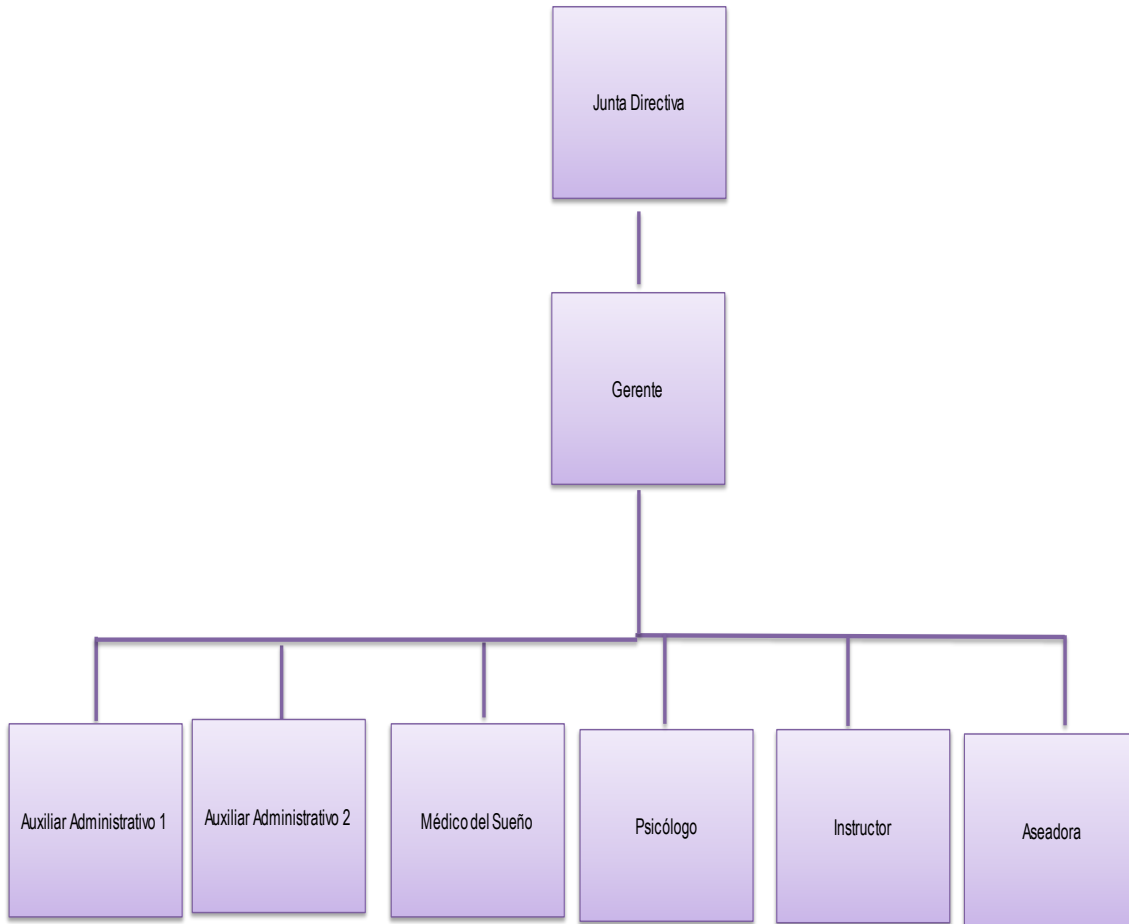 Junta Directiva
Gerente
Auxiliar Administrativo 1
Auxiliar Administrativo 2
Médico del Sueño
Psicólogo
Instructor
Aseadora